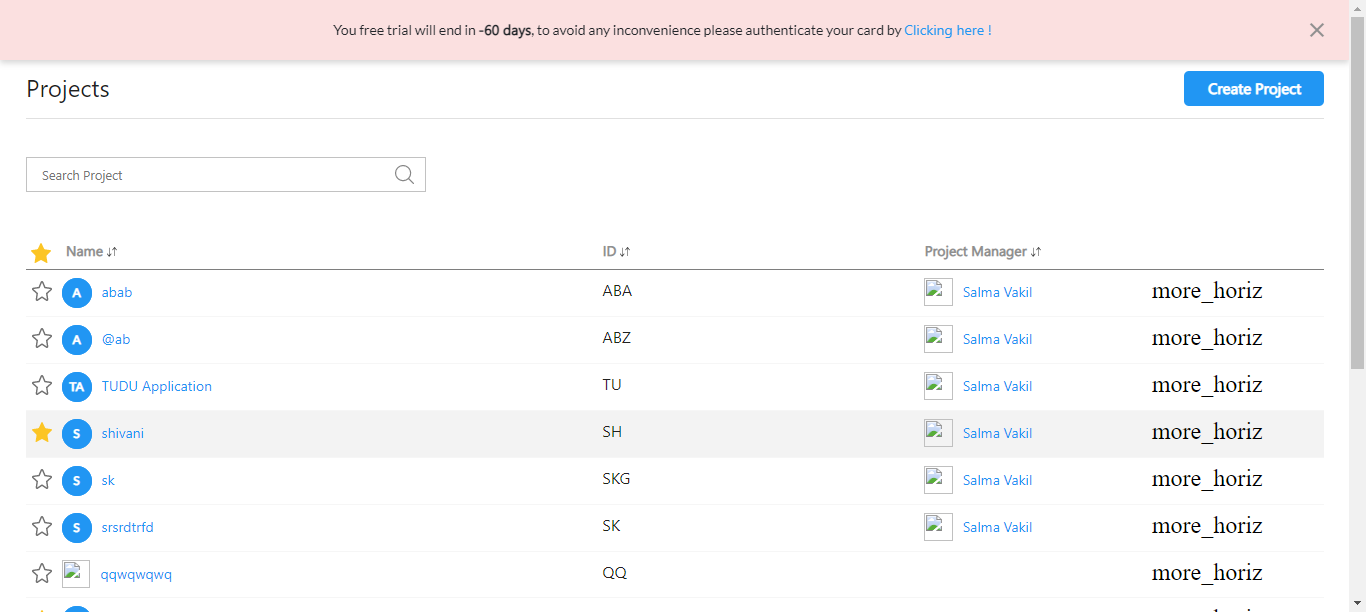 You free trial will end in -60 days, to avoid any inconvenience please authenticate your card by Clicking here !
Projects
Create Project
Search Project
Name ID Project Manager
A abab ABA Salma Vakil more_horiz
A @ab ABZ Salma Vakil more_horiz
TA TUDU Application TU Salma Vakil more_horiz
S shivani SH Salma Vakil more_horiz
S sk SKG Salma Vakil more_horiz
S srsrdtrfd SK Salma Vakil more_horiz
qqwqwqwq QQ more_horiz